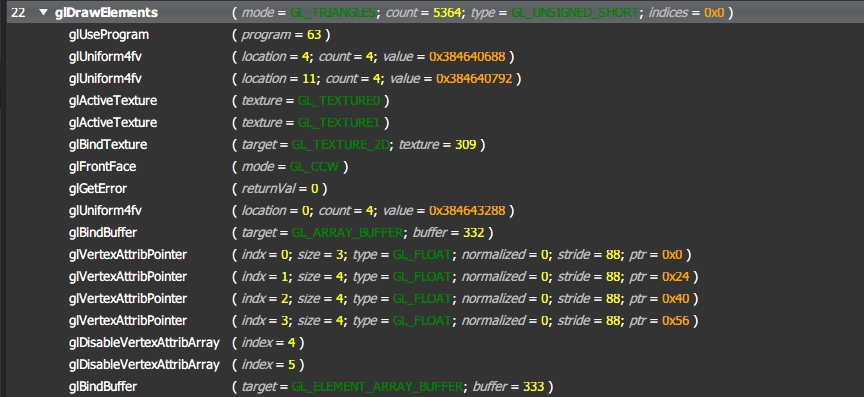 22 ▼ glDrawElements ( mode = GL_TRIANGLES; count = 5364; type = GL_UNSIGNED_SHORT; indices = 0x0 )
glUseProgram ( program = 63 )
glUniform4fv ( location = 4; count = 4; value = 0x384640688 )
glUniform4fv ( location = 11; count = 4; value = 0x384640792 )
glActiveTexture ( texture = GL_TEXTURE0 )
glActiveTexture ( texture = GL_TEXTURE1 )
glBindTexture ( target = GL_TEXTURE_2D; texture = 309 )
glFrontFace ( mode = GL_CCW )
glGetError ( returnVal = 0 )
glUniform4fv ( location = 0; count = 4; value = 0x384643288 )
glBindBuffer ( target = GL_ARRAY_BUFFER; buffer = 332 )
glVertexAttribPointer ( indx = 0; size = 3; type = GL_FLOAT; normalized = 0; stride = 88; ptr = 0x0 )
glVertexAttribPointer ( indx = 1; size = 4; type = GL_FLOAT; normalized = 0; stride = 88; ptr = 0x24 )
glVertexAttribPointer ( indx = 2; size = 4; type = GL_FLOAT; normalized = 0; stride = 88; ptr = 0x40 )
glVertexAttribPointer ( indx = 3; size = 4; type = GL_FLOAT; normalized = 0; stride = 88; ptr = 0x56 )
glDisableVertexAttribArray ( index = 4 )
glDisableVertexAttribArray ( index = 5 )
glBindBuffer ( target = GL_ELEMENT_ARRAY_BUFFER; buffer = 333 )